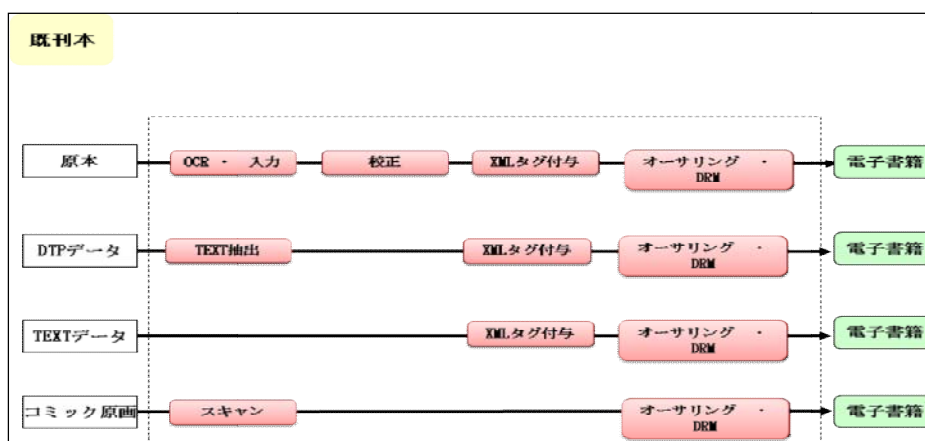 既刊本
原本
OCR ・ 入力
校正
XMLタグ付与
オーサリング ・
DRM
電子書籍
DTPデータ
TEXT抽出
XMLタグ付与
オーサリング ・
DRM
電子書籍
TEXTデータ
XMLタグ付与
オーサリング ・
DRM
電子書籍
コミック原画
スキャン
オーサリング ・
DRM
電子書籍